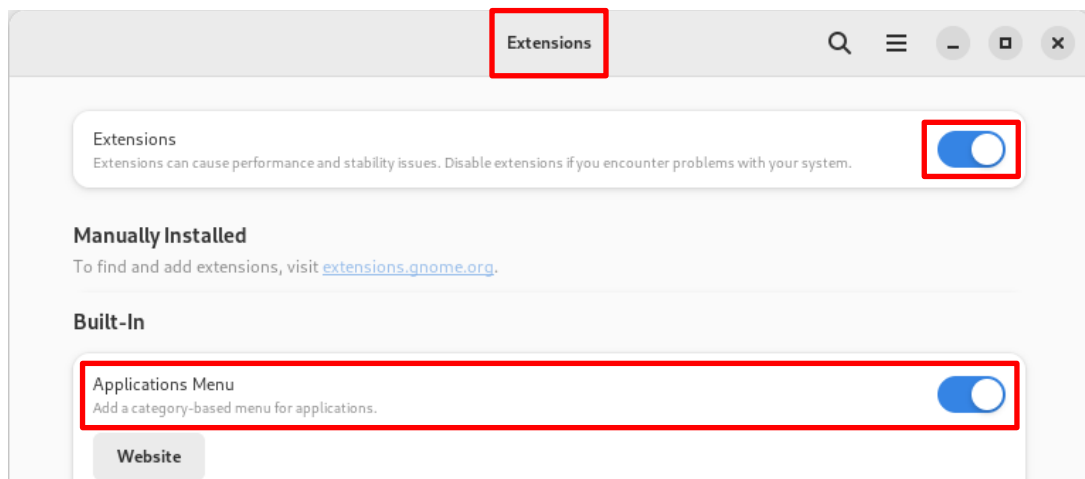 Extensions
Extensions
Extensions can cause performance and stability issues. Disable extensions if you encounter problems with your system.
Manually Installed
To find and add extensions, visit extensions.gnome.org.
Built-In
Applications Menu
Add a category-based menu for applications.
Website